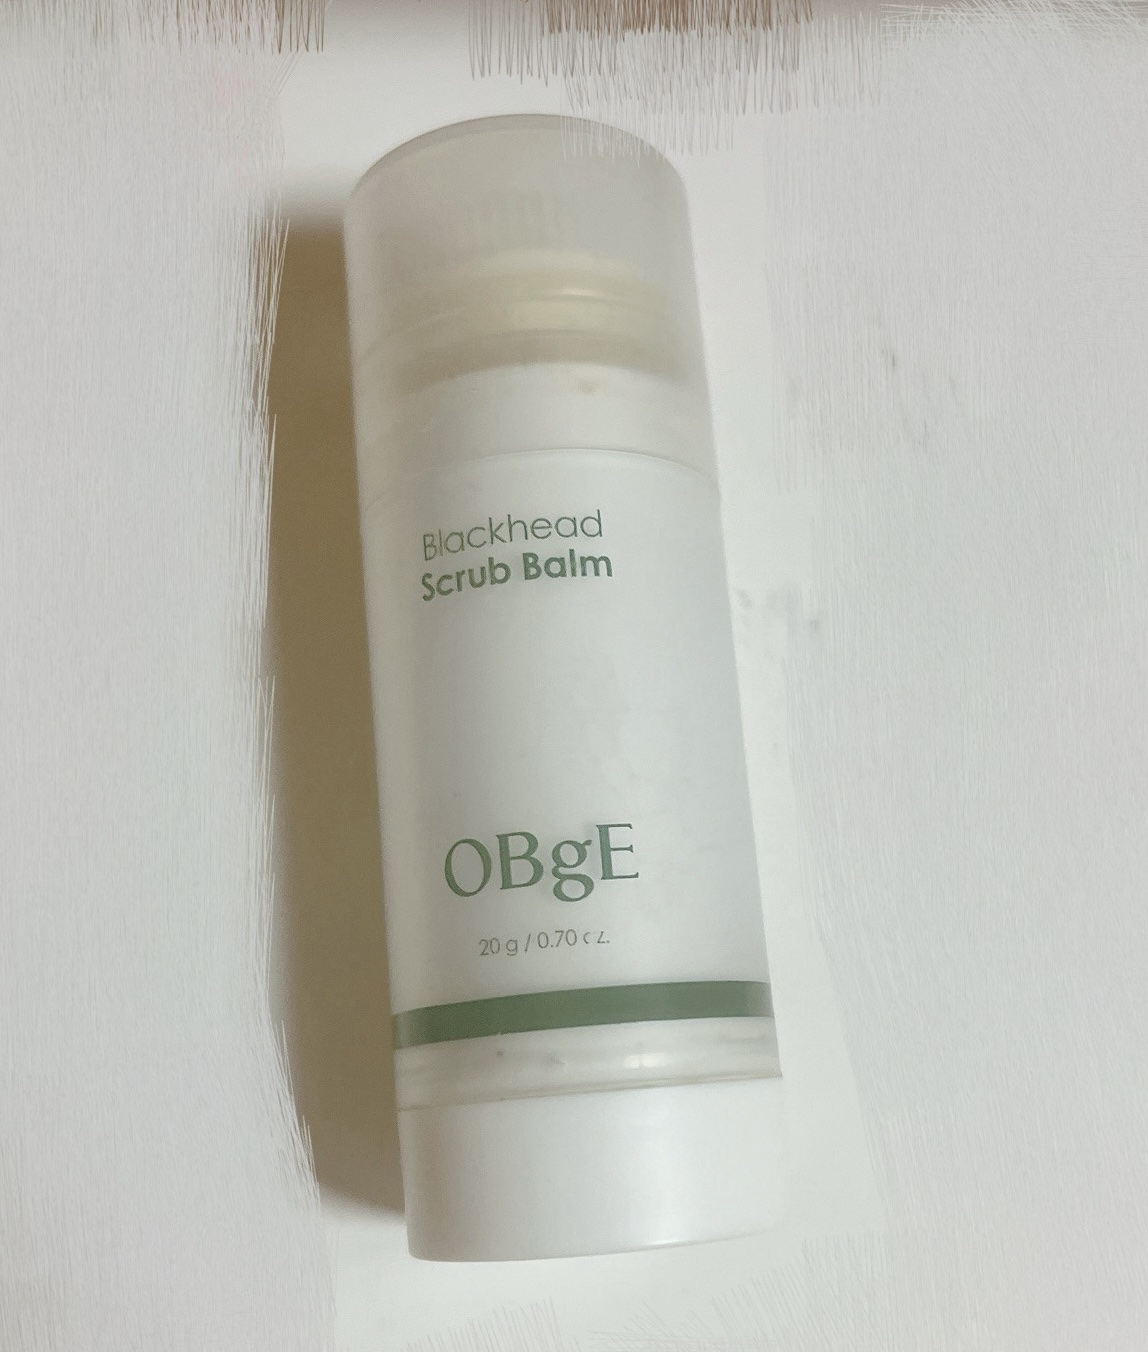 Blackhead
Scrub Balm
OBgE
20 g / 0.70 oz.